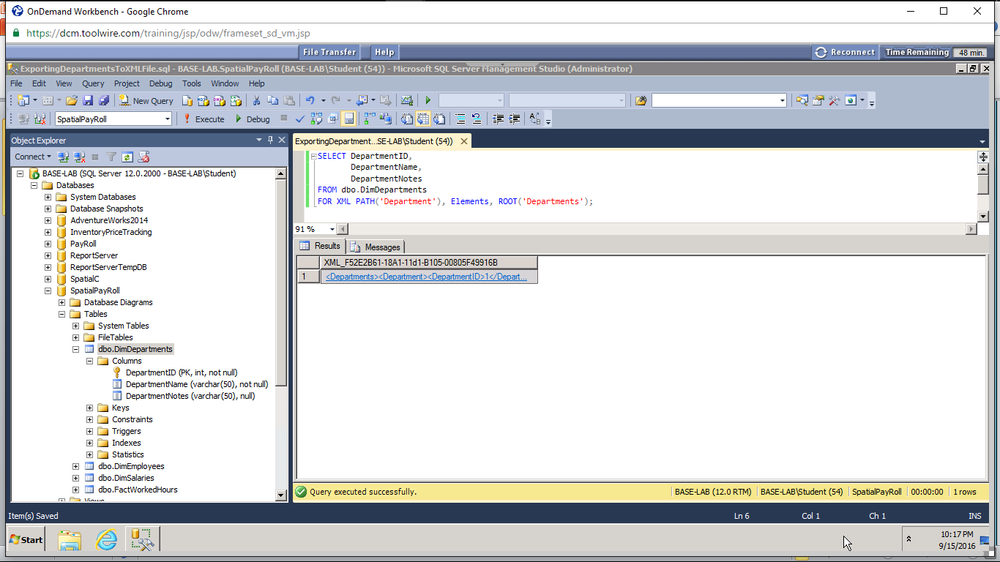 OnDemand Workbench - Google Chrome
https://dcm.toolwire.com/training/jsp/odw/frameset_sd_vm.jsp
File Transfer Help Reconnect Time Remaining 48 min.
ExportingDepartmentsToXMLFile.sql - BASE-LAB.SpatialPayRoll (BASE-LAB\Student (54)) - Microsoft SQL Server Management Studio (Administrator)
File Edit View Query Project Debug Tools Window Help
New Query
SpatialPayRoll Execute Debug
Object Explorer
Connect
BASE-LAB (SQL Server 12.0.2000 - BASE-LAB\Student)
Databases
System Databases
Database Snapshots
AdventureWorks2014
InventoryPriceTracking
PayRoll
ReportServer
ReportServerTempDB
SpatialC
SpatialPayRoll
Database Diagrams
Tables
System Tables
FileTables
dbo.DimDepartments
Columns
DepartmentID (PK, int, not null)
DepartmentName (varchar(50), not null)
DepartmentNotes (varchar(50), null)
Keys
Constraints
Triggers
Indexes
Statistics
dbo.DimEmployees
dbo.DimSalaries
dbo.FactWorkedHours
Views
ExportingDepartment...SE-LAB\Student (54))
SELECT DepartmentID,
DepartmentName,
DepartmentNotes
FROM dbo.DimDepartments
FOR XML PATH('Department'), Elements, ROOT('Departments');
91 %
Results Messages
XML_F52E2B61-18A1-11d1-B105-00805F49916B
1 <Departments><Department><DepartmentID>1</Depart...
Query executed successfully. BASE-LAB (12.0 RTM) BASE-LAB\Student (54) SpatialPayRoll 00:00:00 1 rows
Item(s) Saved Ln 6 Col 1 Ch 1 INS
Start 10:17 PM
9/15/2016